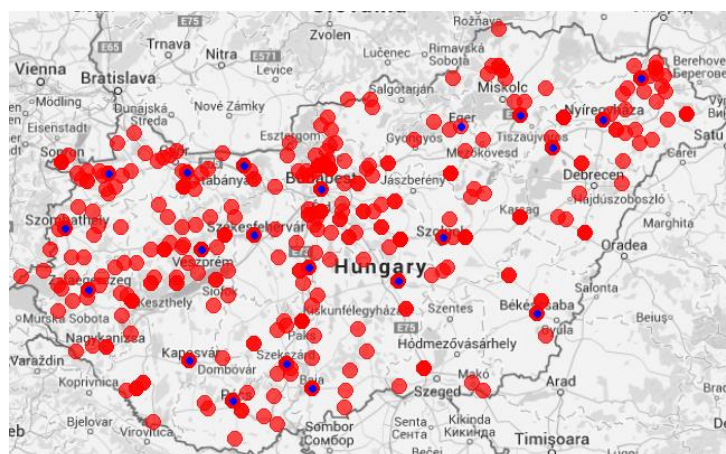 Rožnava
E75
Zvolen
E65
Trnava
Nitra
E571
Lučenec
Rimavská
Sobota
Berehove
Берегове
Vienna
Levice
Bratislava
Salgótarján
Miskolc
Mödling
Dunajská
Streda
Nové Zámky
Nyíregyháza
Eger
Eisenstadt
Esztergom
Gyöngyös
Tiszaújváros
Satu
Sopron
Mezőkövesd
Carei
Budapest
Jászberény
Debrecen
Hajdúszoboszló
Szombathely
Karcag
Marghita
Székesfehérvár
Szolnok
Oradea
Veszprém
Hungary
Zalaegerszeg
Siófok
Salonta
Keszthely
Kiskunfélegyháza
Szentes
Békéscsaba
Murska Sobota
Beiuș
Nagykanizsa
Paks
E75
Gyula
Kaposvár
Szekszárd
Hódmezővásárhely
Varaždin
Dombóvár
Makó
Koprivnica
Pécs
Baja
Szeged
Arad
Bjelovar
Virovitica
Sombor
Сомбор
Senta
Сента
Kikinda
Кикинда
Timișoara
Lugoj